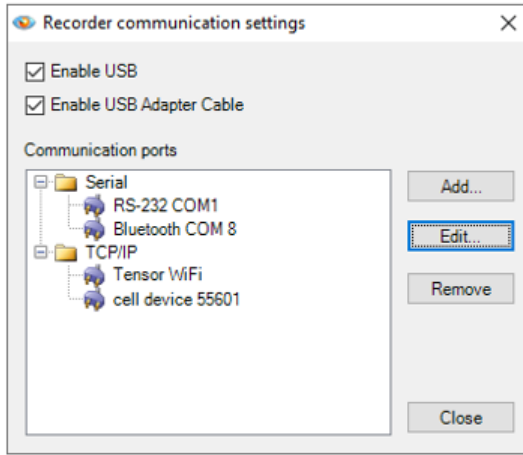 Recorder communication settings
Enable USB
Enable USB Adapter Cable
Communication ports
Serial
RS-232 COM1
Bluetooth COM 8
TCP/IP
Tensor WiFi
cell device 55601
Add...
Edit...
Remove
Close